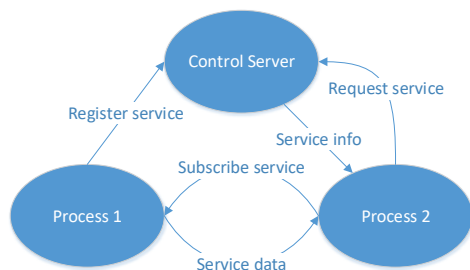 Control Server
Register service
Request service
Service info
Subscribe service
Process 1
Process 2
Service data